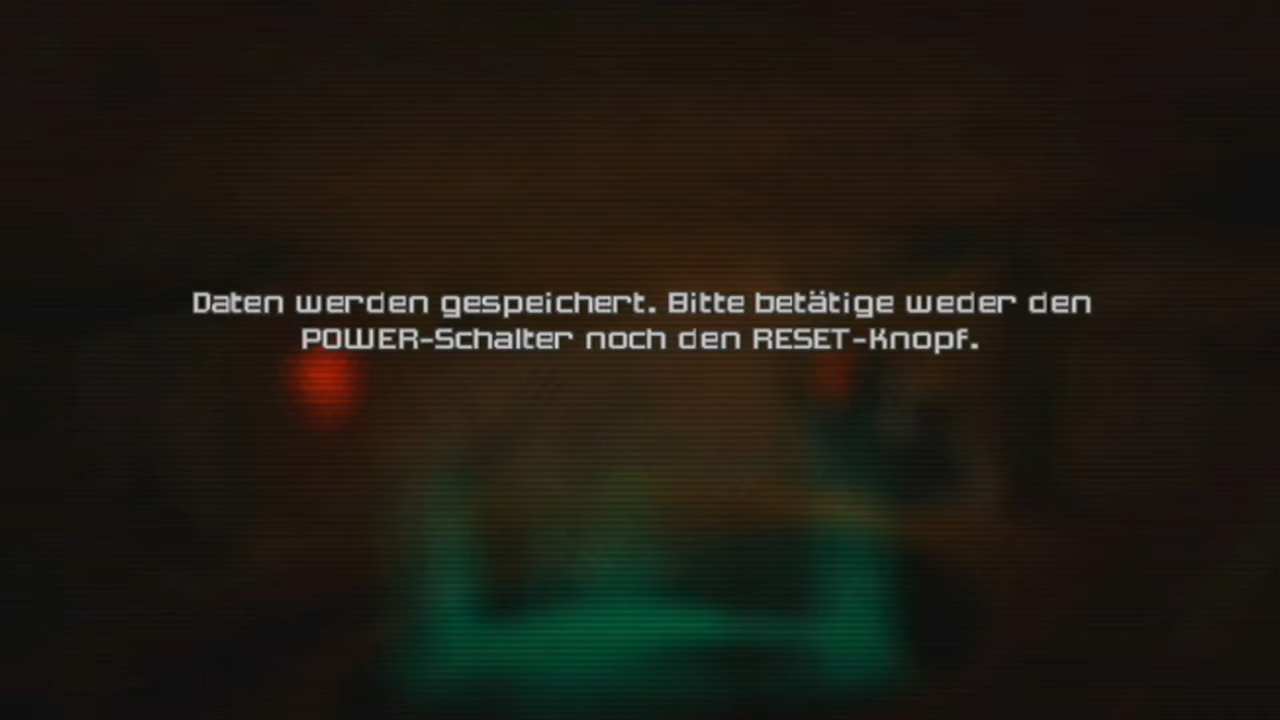 Daten werden gespeichert. Bitte betätige weder den
POWER-Schalter noch den RESET-Knopf.